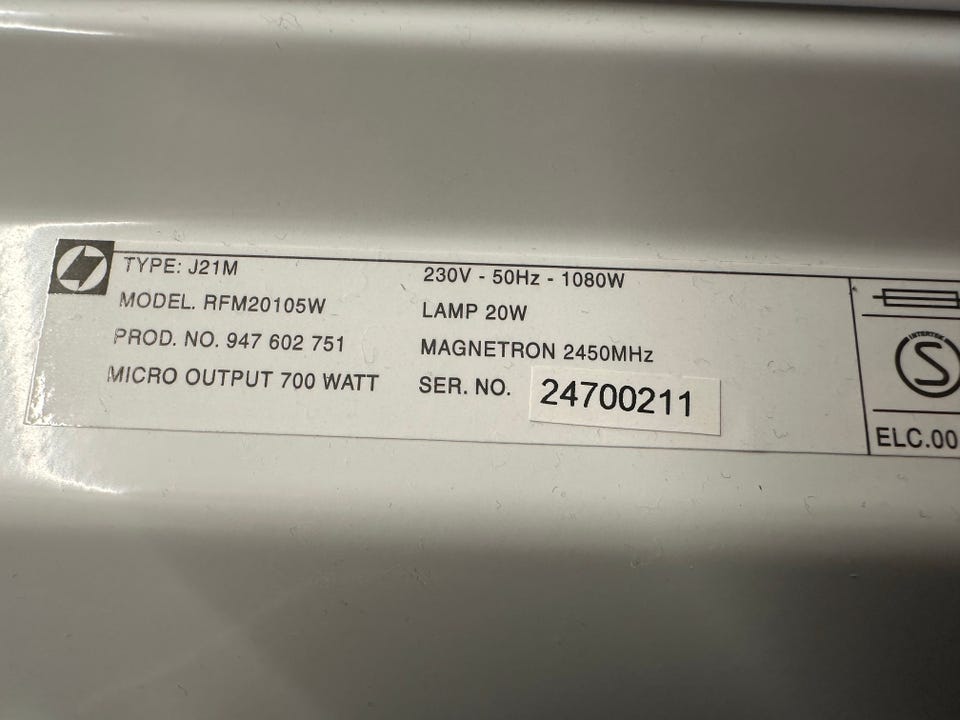 TYPE: J21M
MODEL. RFM20105W
PROD. NO. 947 602 751
MICRO OUTPUT 700 WATT
230V - 50Hz - 1080W
LAMP 20W
MAGNETRON 2450MHz
SER. NO. 24700211
INTERTEK
S
ELC.00